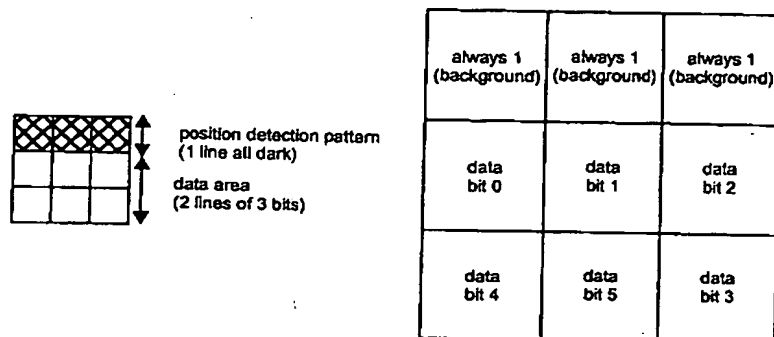 position detection pattern
(1 line all dark)
data area
(2 lines of 3 bits)
always 1
(background)
always 1
(background)
always 1
(background)
data
bit 0
data
bit 1
data
bit 2
data
bit 4
data
bit 5
data
bit 3